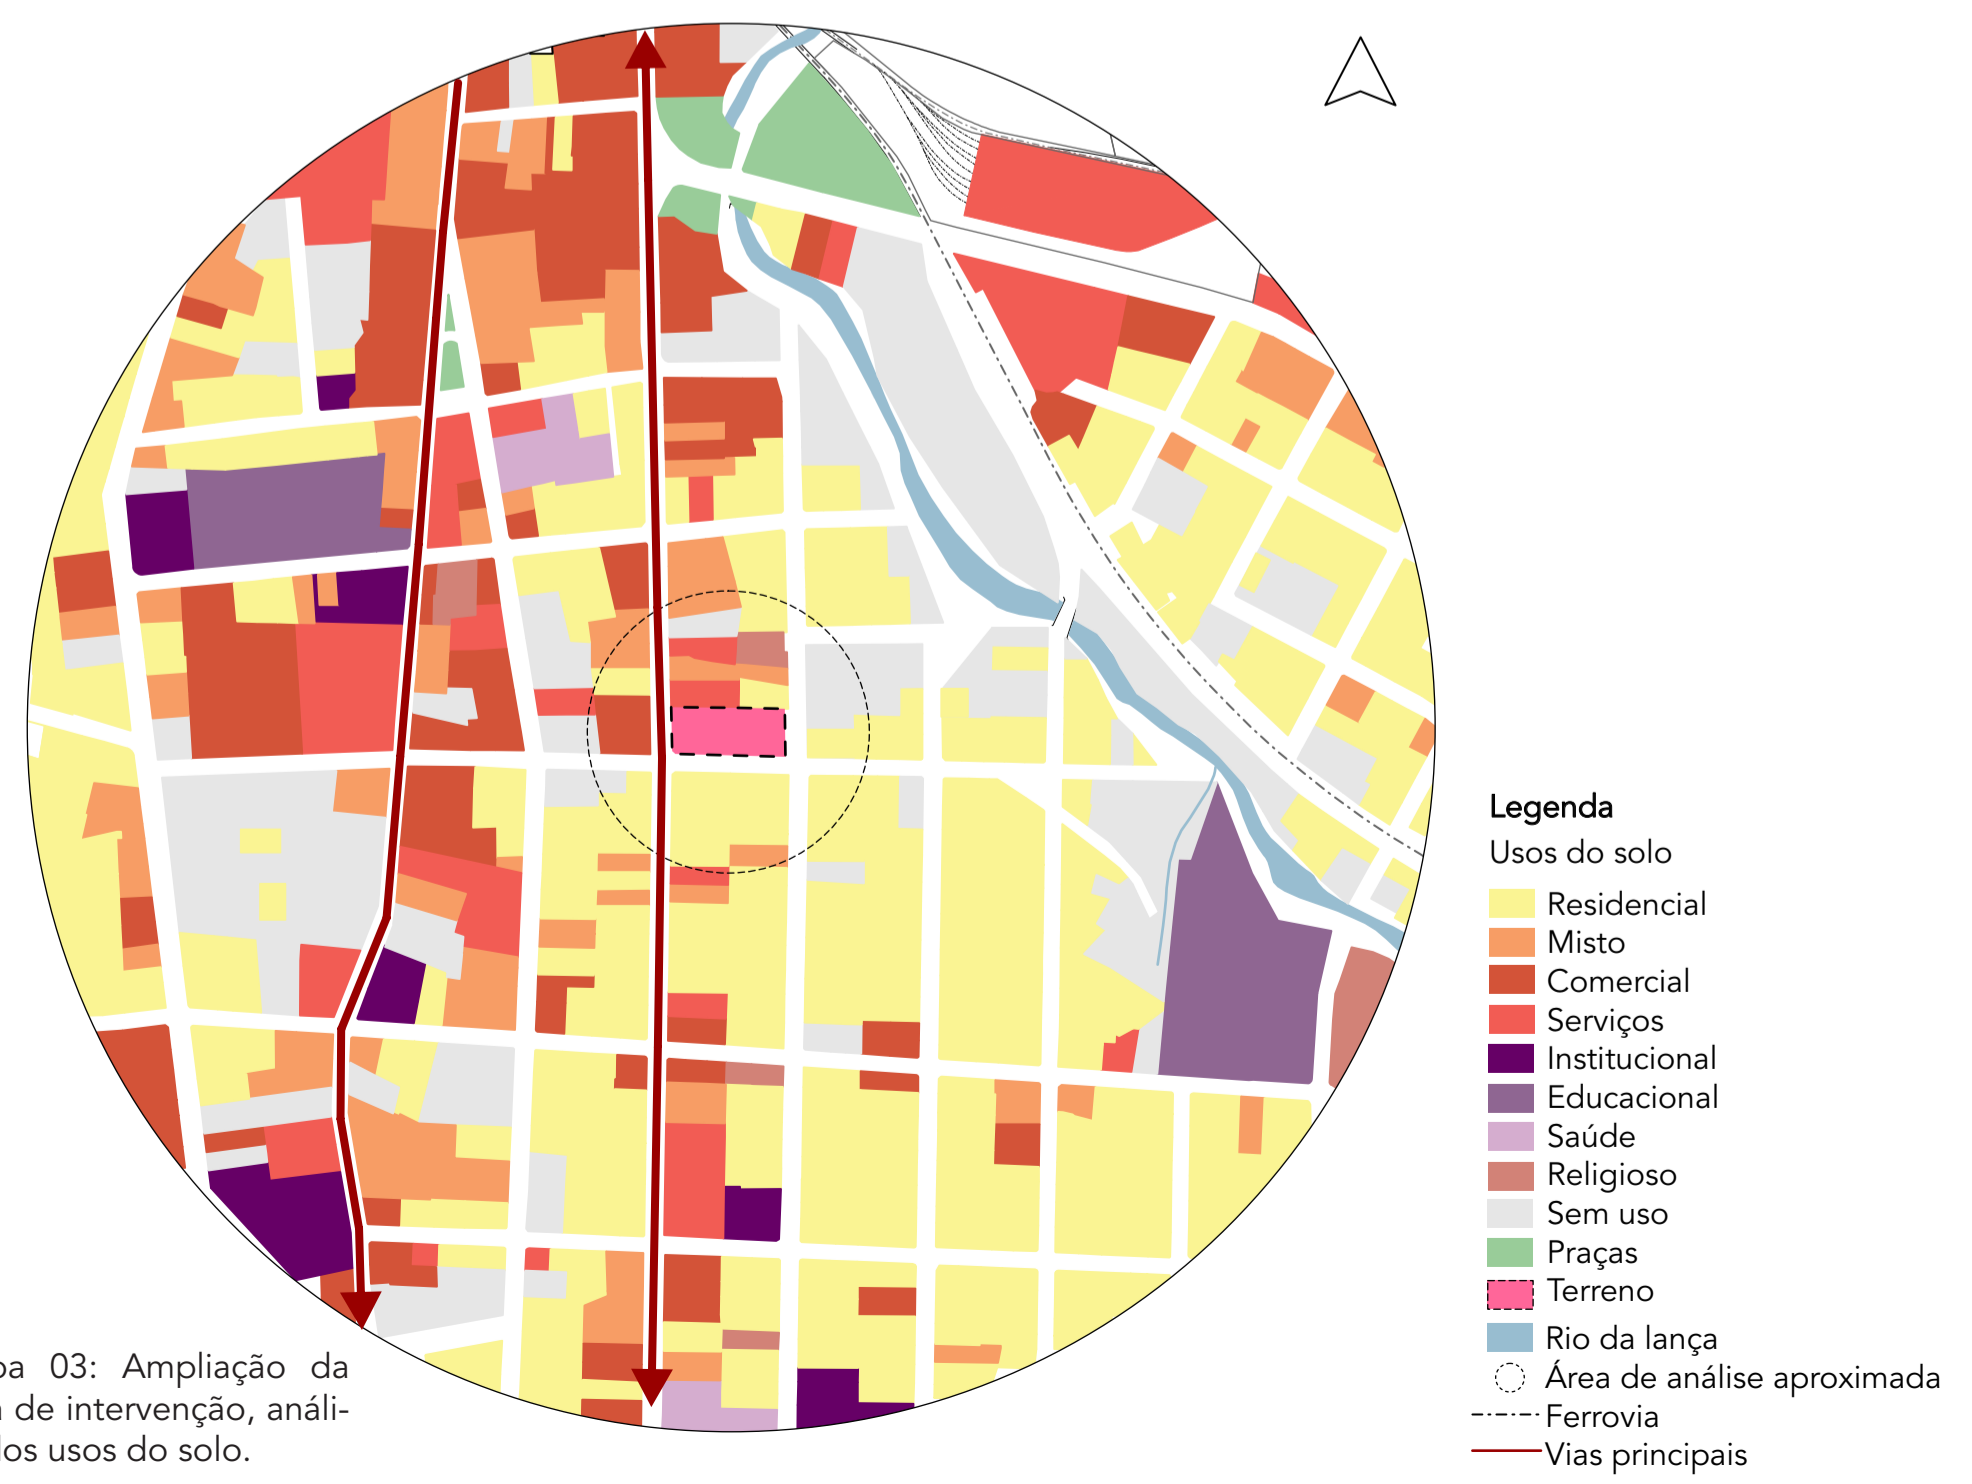 Legenda
Usos do solo
Residencial
Misto
Comercial
Serviços
Institucional
Educacional
Saúde
Religioso
Sem uso
Praças
Terreno
Rio da lança
Área de análise aproximada
Ferrovia
Vias principais
03: Ampliação da
de intervenção, análi-
dos usos do solo.